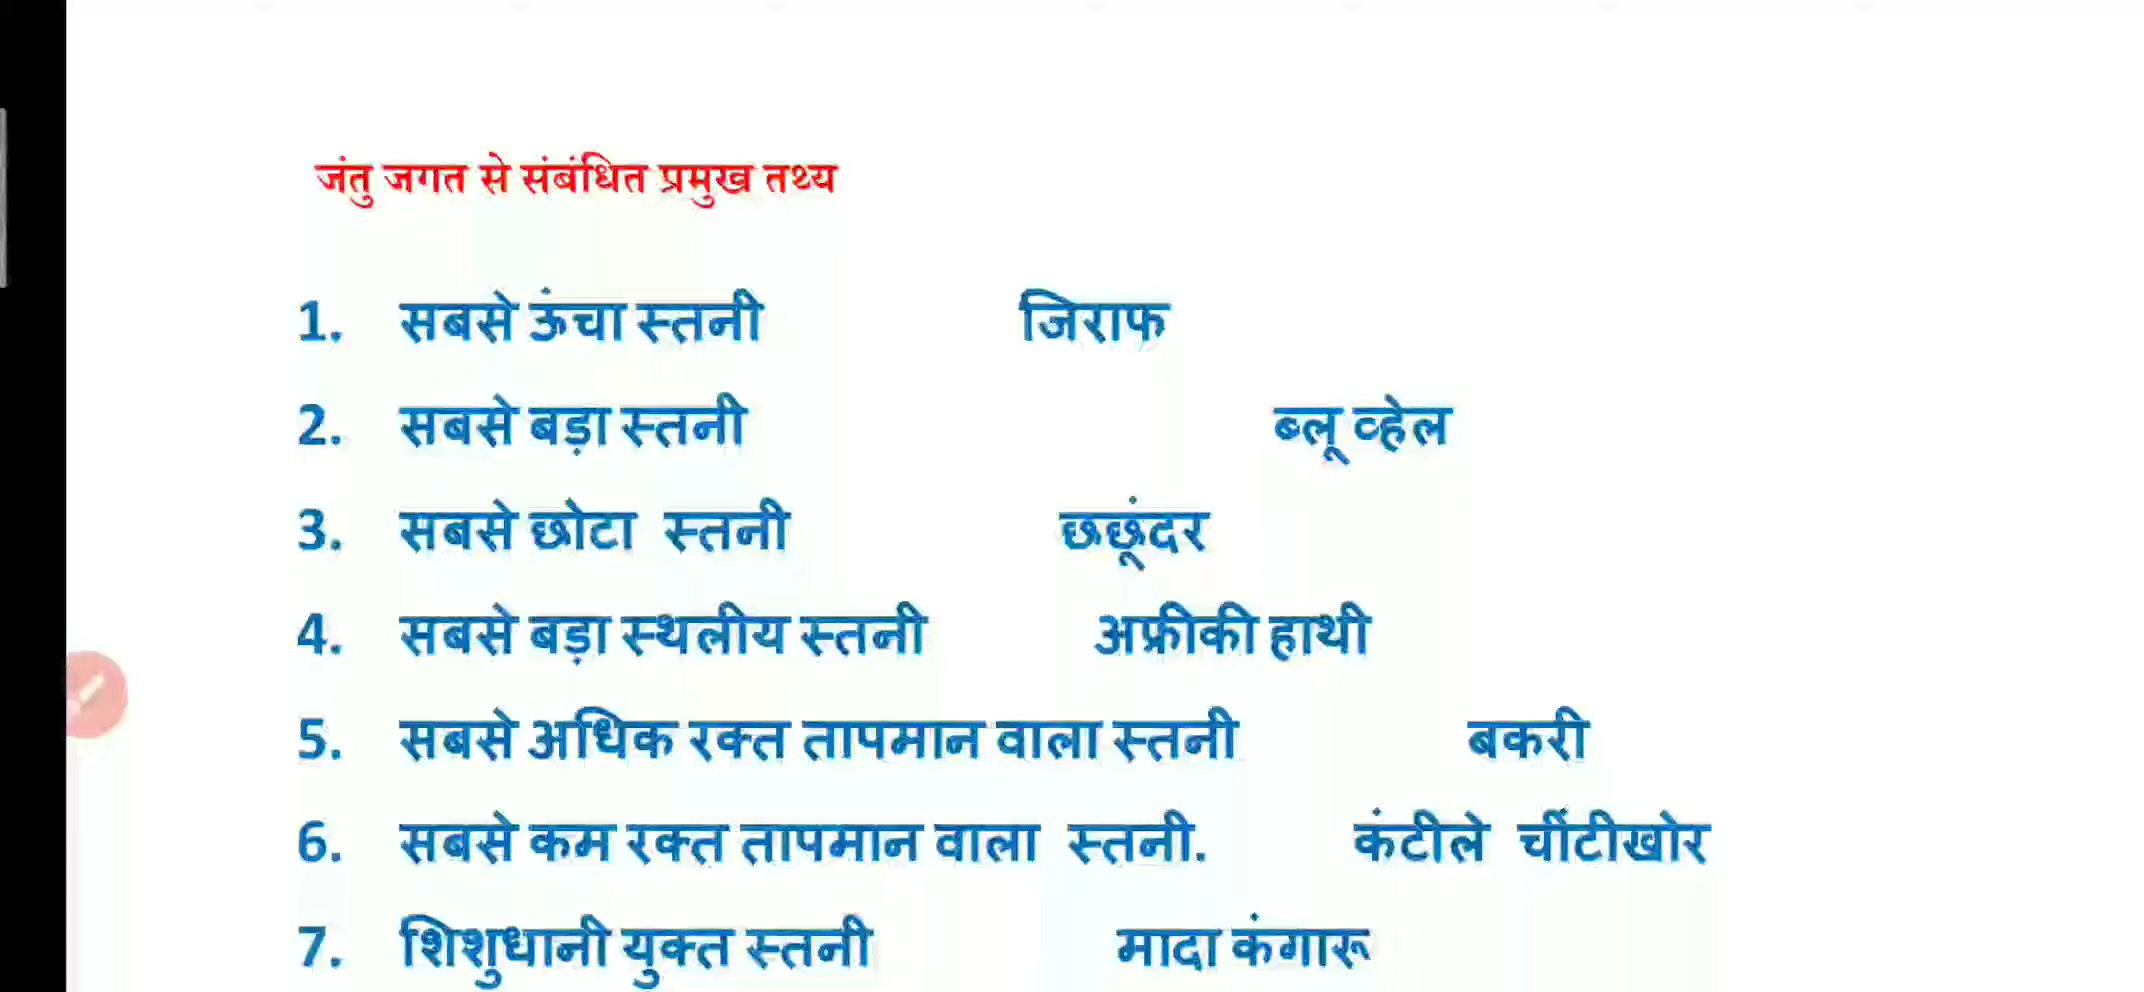 जंतु जगत से संबंधित प्रमुख तथ्य
1. सबसे ऊंचा स्तनी जिराफ
2. सबसे बड़ा स्तनी ब्लू व्हेल
3. सबसे छोटा स्तनी छछूंदर
4. सबसे बड़ा स्थलीय स्तनी अफ्रीकी हाथी
5. सबसे अधिक रक्त तापमान वाला स्तनी बकरी
6. सबसे कम रक्त तापमान वाला स्तनी. कंटीले चींटीखोर
7. शिशुधानी युक्त स्तनी मादा कंगारू